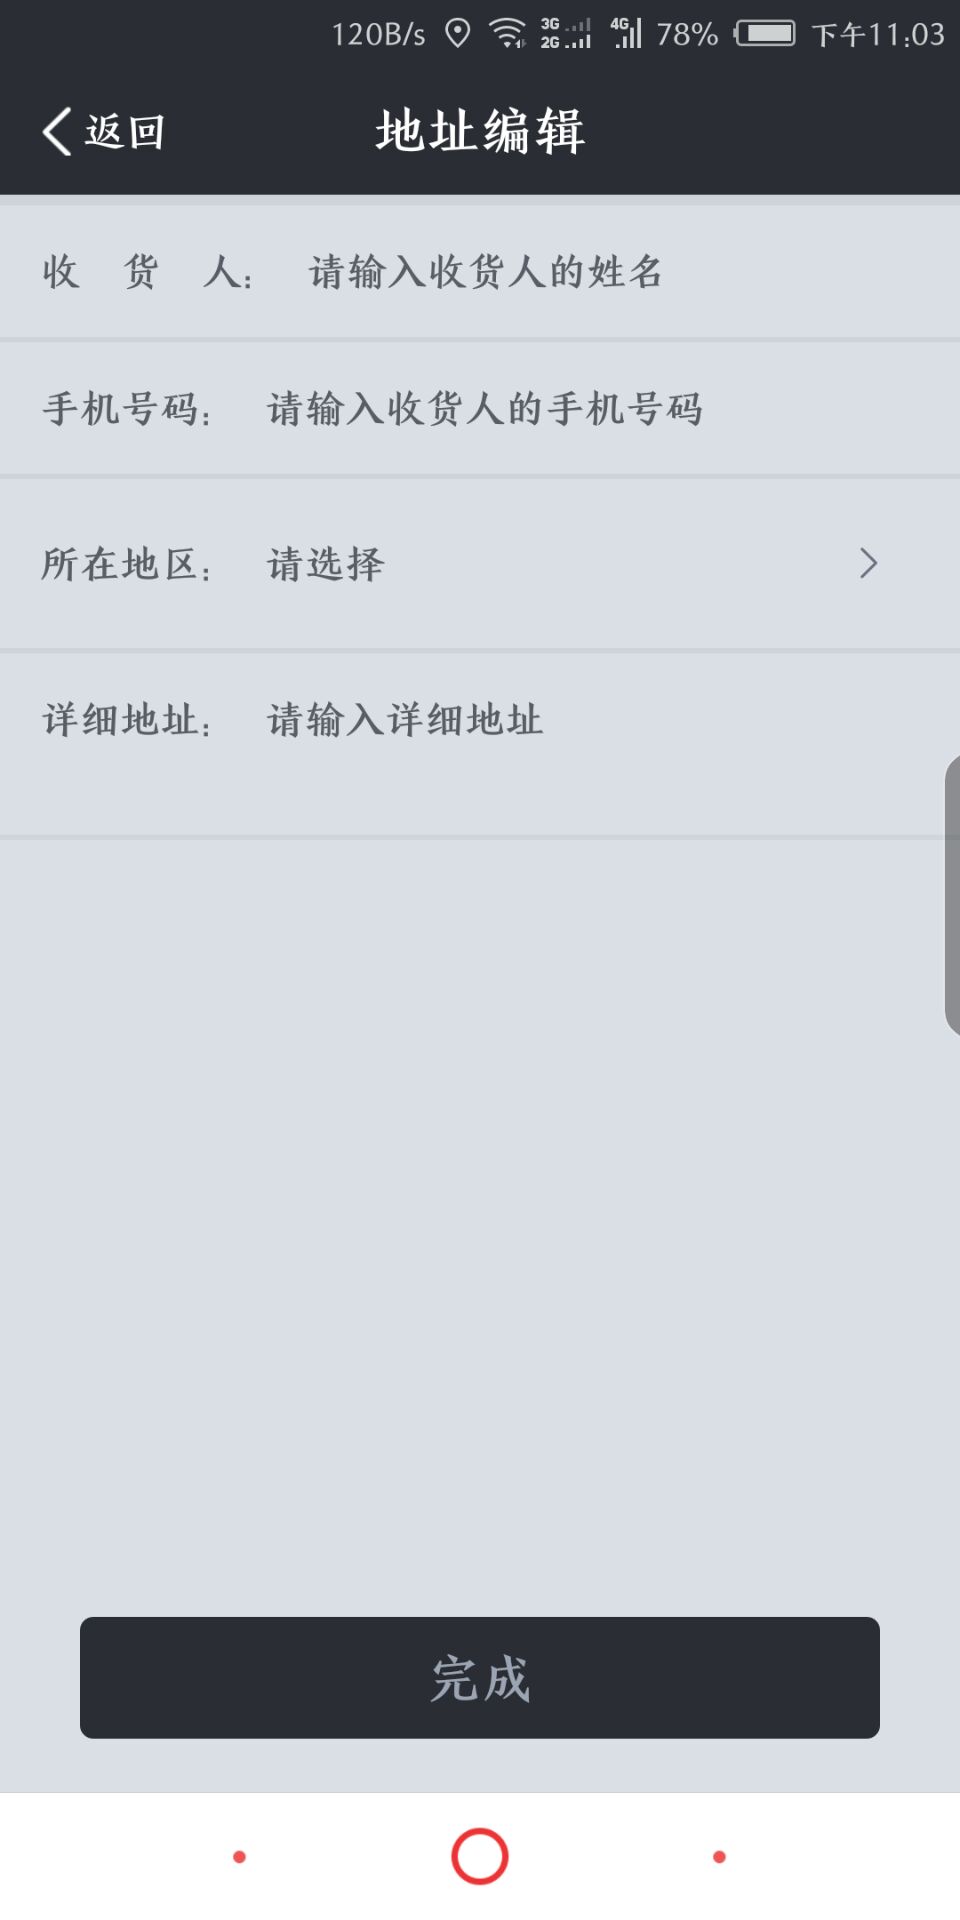 120B/s 3G 2G 4G 78% 下午11:03
返回 地址编辑
收 货 人: 请输入收货人的姓名
手机号码: 请输入收货人的手机号码
所在地区: 请选择
详细地址: 请输入详细地址
完成